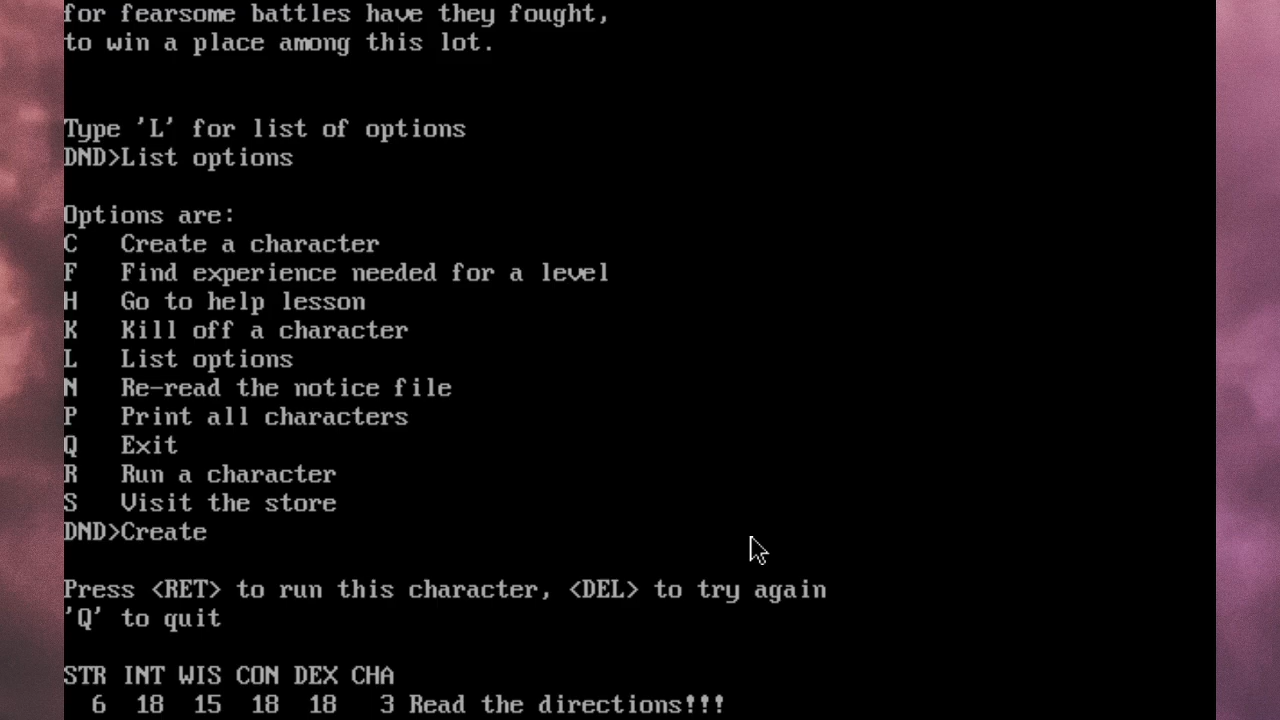 for fearsome battles have they fought,
to win a place among this lot.
Type 'L' for list of options
DND>List options
Options are:
C   Create a character
F   Find experience needed for a level
H   Go to help lesson
K   Kill off a character
L   List options
N   Re-read the notice file
P   Print all characters
Q   Exit
R   Run a character
S   Visit the store
DND>Create
Press <RET> to run this character, <DEL> to try again
'Q' to quit
STR INT WIS CON DEX CHA
6  18  15  18  18   3 Read the directions!!!